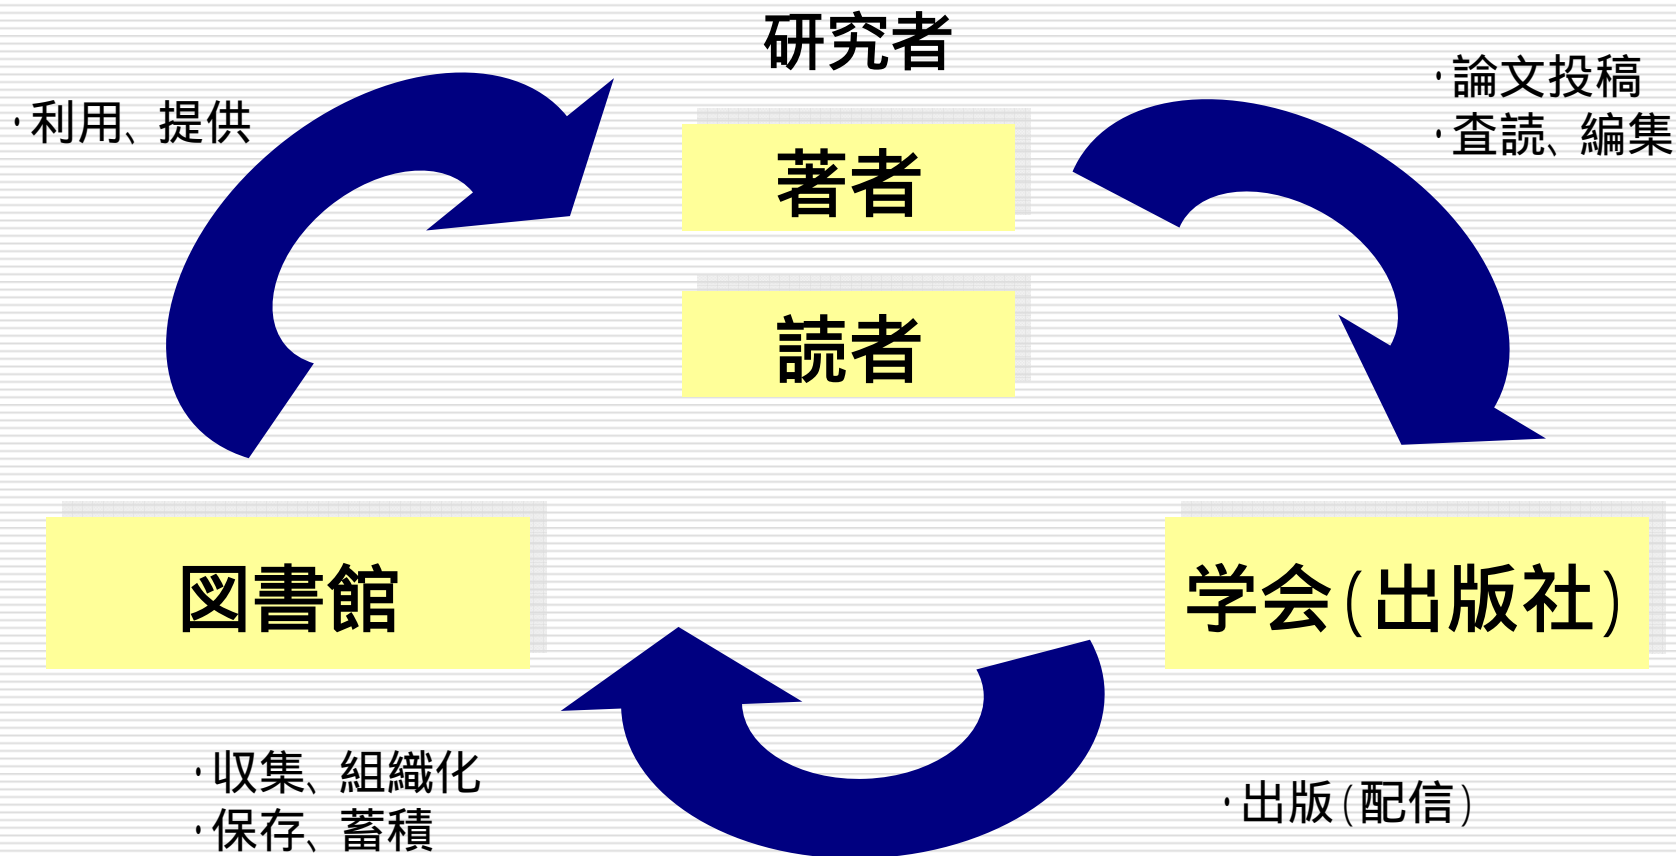 研究者
・利用、提供
・論文投稿
・査読、編集
著者
読者
図書館
学会(出版社)
・収集、組織化
・保存、蓄積
・出版(配信)